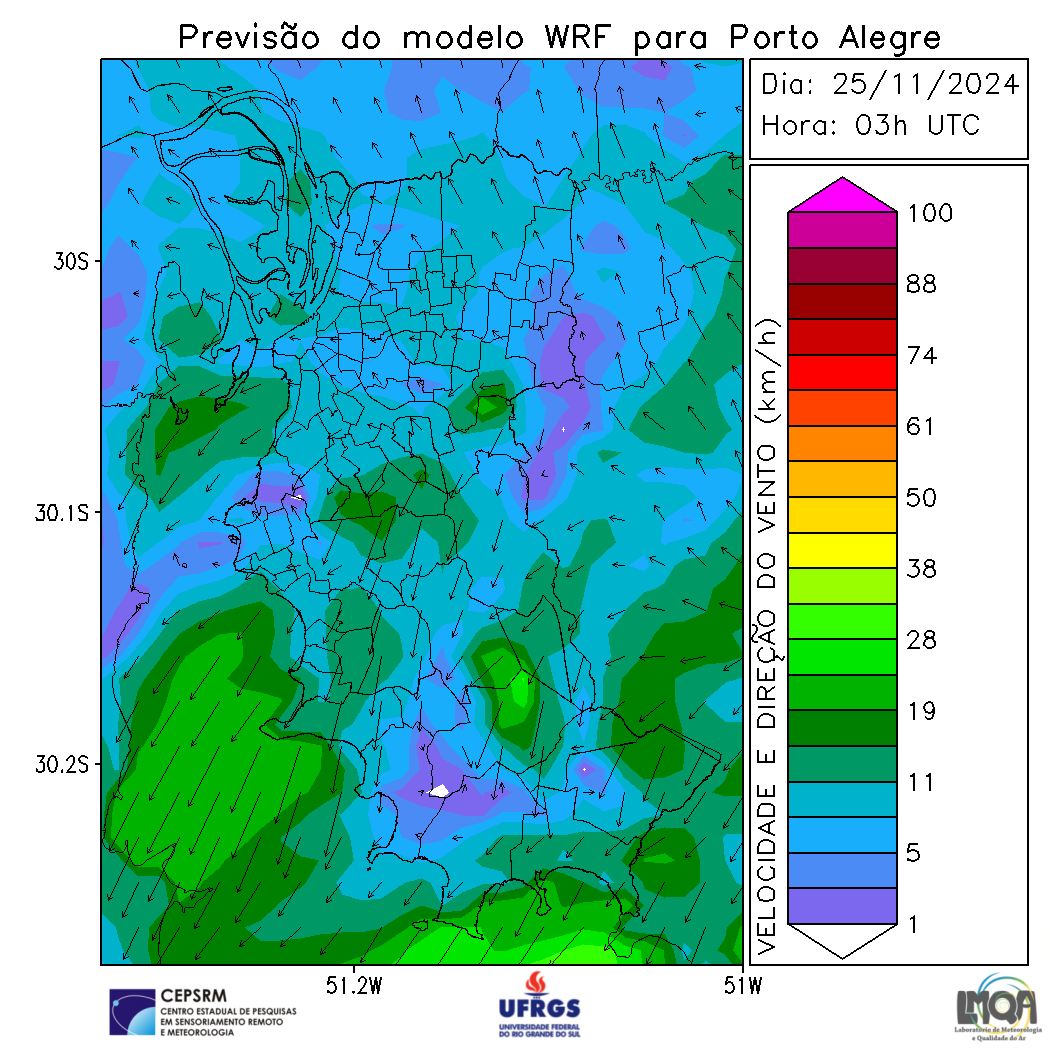 Previsão do modelo WRF para Porto Alegre
Dia: 25/11/2024
Hora: 03h UTC
30S
30.1S
30.2S
51.2W
51W
VELOCIDADE E DIREÇÃO DO VENTO (km/h)
100
88
74
61
50
38
28
19
11
5
1
CEPSRM
CENTRO ESTADUAL DE PESQUISAS
EM SENSORIAMENTO REMOTO
E METEOROLOGIA
UFRGS
UNIVERSIDADE FEDERAL
DO RIO GRANDE DO SUL
LMQA
Laboratório de Meteorologia
e Qualidade do Ar